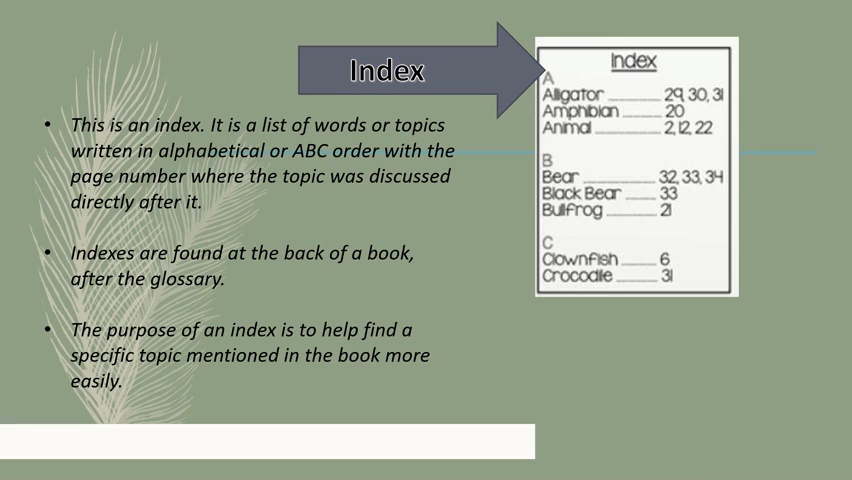 Index
• This is an index. It is a list of words or topics
written in alphabetical or ABC order with the
page number where the topic was discussed
directly after it.
• Indexes are found at the back of a book,
after the glossary.
• The purpose of an index is to help find a
specific topic mentioned in the book more
easily.
Index
A
Alligator ............ 29, 30, 31
Amphibian ........ 20
Animal ............ 2, 12, 22
B
Bear ............ 32, 33, 34
Black Bear ........ 33
Bullfrog ............ 21
C
Clownfish ........ 6
Crocodile ........ 31